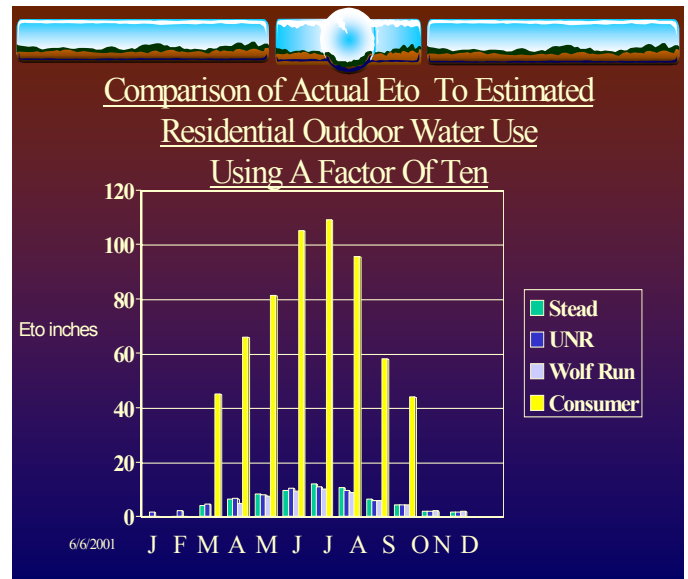 Comparison of Actual Eto To Estimated
Residential Outdoor Water Use
Using A Factor Of Ten
120
100
80
60
40
20
0
Eto inches
Stead
UNR
Wolf Run
Consumer
6/6/2001
J F M A M J J A S O N D